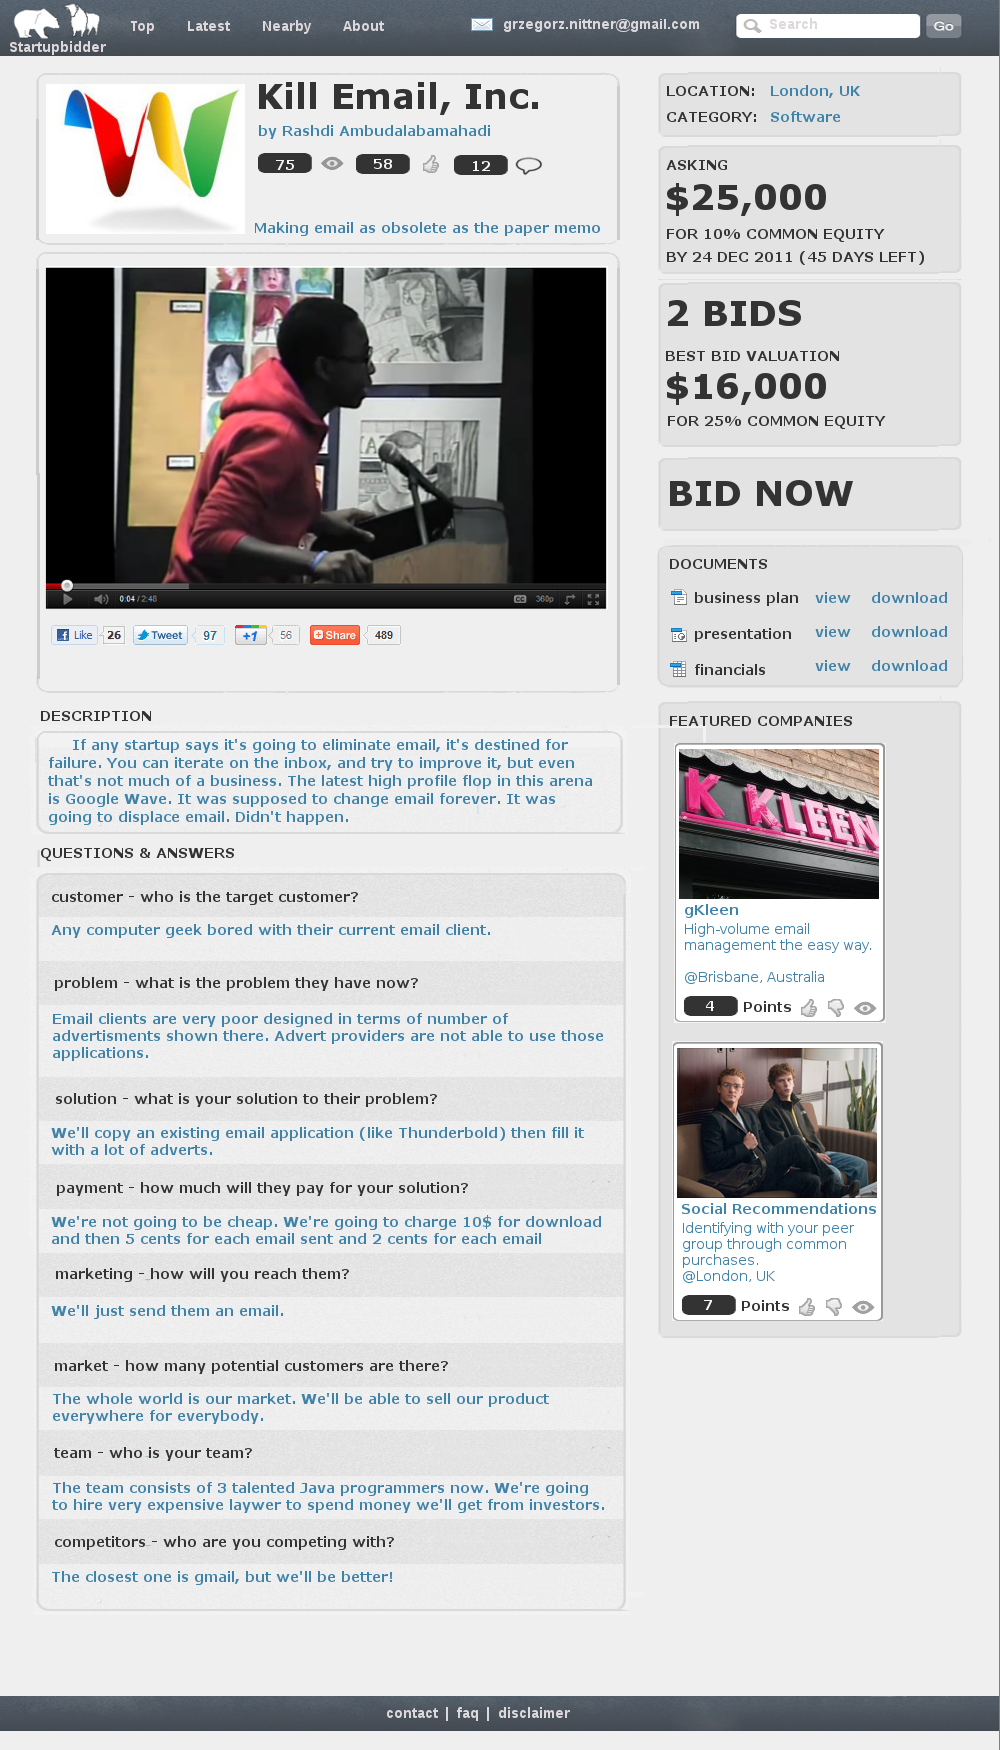 Top Latest Nearby About grzegorz.nittner@gmail.com Search Go
Startupbidder
Kill Email, Inc.
by Rashdi Ambudalabamahadi
75 58 12
Making email as obsolete as the paper memo
0:04 / 2:48 CC 360p
Like 26 Tweet 97 +1 56 Share 489
DESCRIPTION
If any startup says it's going to eliminate email, it's destined for
failure. You can iterate on the inbox, and try to improve it, but even
that's not much of a business. The latest high profile flop in this arena
is Google Wave. It was supposed to change email forever. It was
going to displace email. Didn't happen.
QUESTIONS & ANSWERS
customer - who is the target customer?
Any computer geek bored with their current email client.
problem - what is the problem they have now?
Email clients are very poor designed in terms of number of
advertisments shown there. Advert providers are not able to use those
applications.
solution - what is your solution to their problem?
We'll copy an existing email application (like Thunderbold) then fill it
with a lot of adverts.
payment - how much will they pay for your solution?
We're not going to be cheap. We're going to charge 10$ for download
and then 5 cents for each email sent and 2 cents for each email
marketing - how will you reach them?
We'll just send them an email.
market - how many potential customers are there?
The whole world is our market. We'll be able to sell our product
everywhere for everybody.
team - who is your team?
The team consists of 3 talented Java programmers now. We're going
to hire very expensive laywer to spend money we'll get from investors.
competitors - who are you competing with?
The closest one is gmail, but we'll be better!
LOCATION: London, UK
CATEGORY: Software
ASKING
$25,000
FOR 10% COMMON EQUITY
BY 24 DEC 2011 (45 DAYS LEFT)
2 BIDS
BEST BID VALUATION
$16,000
FOR 25% COMMON EQUITY
BID NOW
DOCUMENTS
business plan view download
presentation view download
financials view download
FEATURED COMPANIES
K KLEEN
gKleen
High-volume email
management the easy way.
@Brisbane, Australia
4 Points
Social Recommendations
Identifying with your peer
group through common
purchases.
@London, UK
7 Points
contact | faq | disclaimer